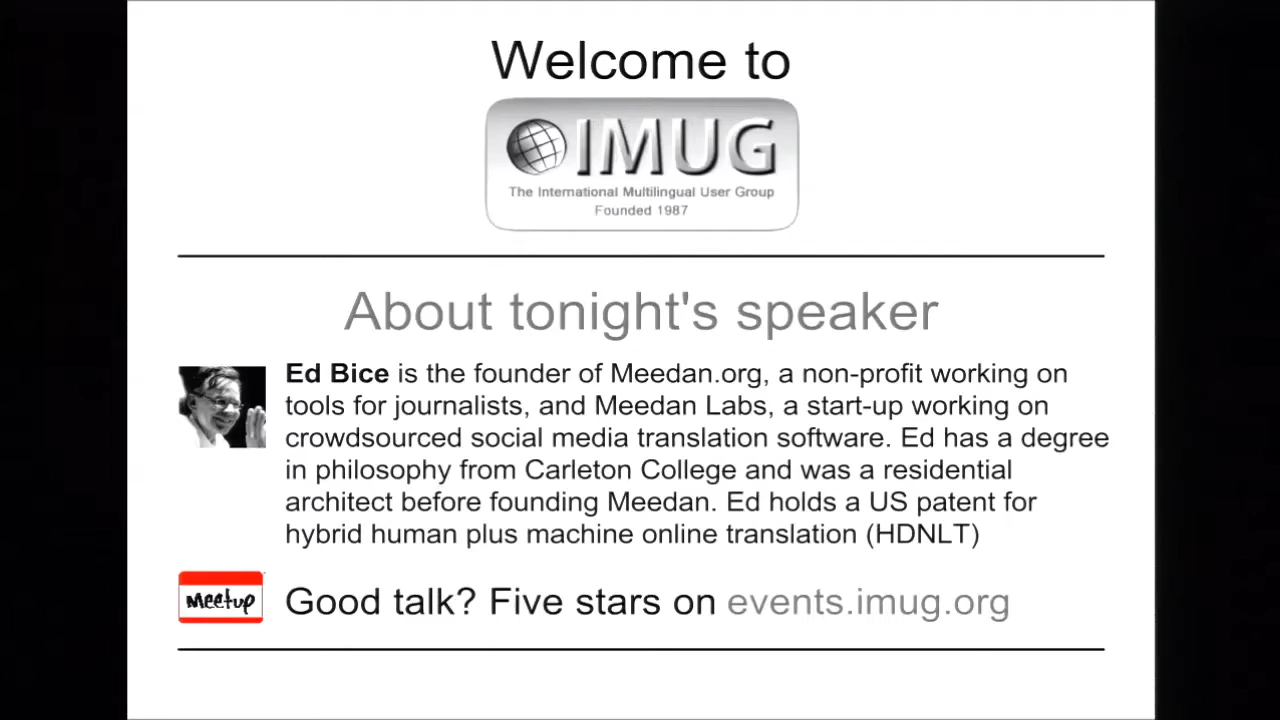 Welcome to
IMUG
The International Multilingual User Group
Founded 1987
About tonight's speaker
Ed Bice is the founder of Meedan.org, a non-profit working on
tools for journalists, and Meedan Labs, a start-up working on
crowdsourced social media translation software. Ed has a degree
in philosophy from Carleton College and was a residential
architect before founding Meedan. Ed holds a US patent for
hybrid human plus machine online translation (HDNLT)
Meetup
Good talk? Five stars on events.imug.org